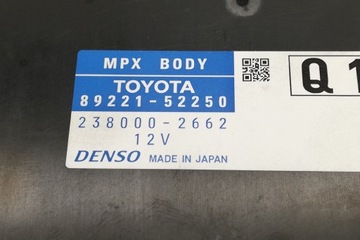 MPX BODY
TOYOTA
89221-52250
238000-2662
12V
DENSO MADE IN JAPAN
Q1